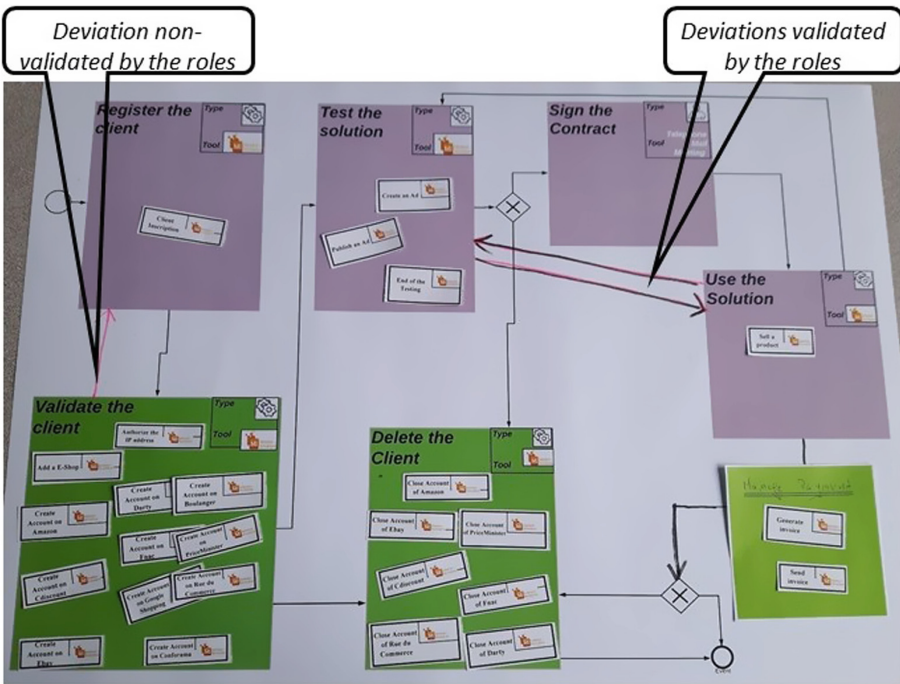 Deviation non-
validated by the roles
Deviations validated
by the roles
Register the
client
Type
Tool
Client
Inscription
Test the
solution
Type
Tool
Create an Ad
Publish an Ad
End of the
Testing
Sign the
Contract
Type
Tool
Telephone
Mail
Meeting
Use the
Solution
Type
Tool
Sell a
product
Validate the
client
Type
Tool
Authorize the
IP address
Add a E-Shop
Create
Account on
Darty
Create
Account on
Boulanger
Create
Account on
Amazon
Create
Account on
Fnac
Create Account
on
PriceMinister
Create
Account on
Cdiscount
Create Account
on Google
Shopping
Create Account
on Rue du
Commerce
Create
Account on
Ebay
Create Account
on Conforama
Delete the
Client
Type
Tool
Close Account
of Amazon
Close Account
of Ebay
Close Account
of PriceMinister
Close Account
of Cdiscount
Close Account
of Fnac
Close Account
of Rue du
Commerce
Close Account
of Darty
Manage Payment
Generate
invoice
Send
invoice
Event